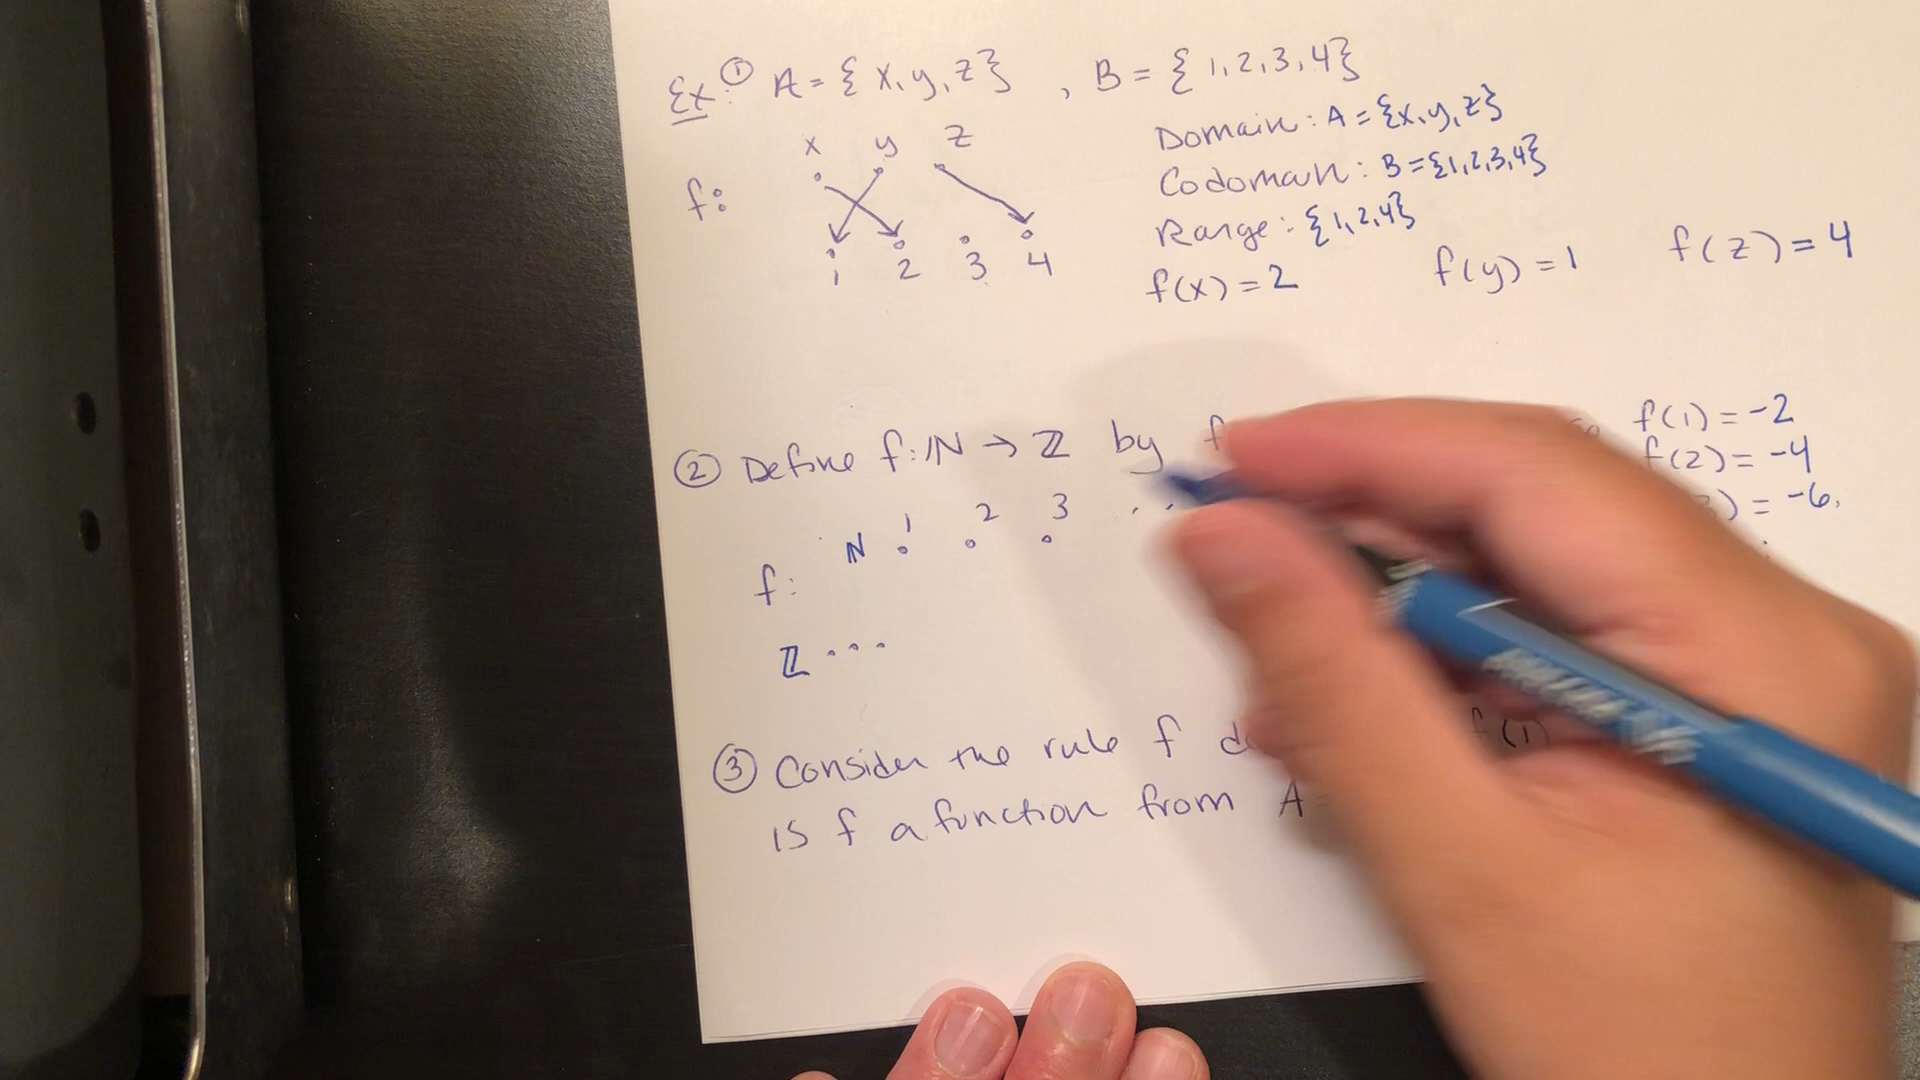 Ex: ① A = {x, y, z} , B = {1, 2, 3, 4}
x y z
f:
1 2 3 4
Domain: A = {x, y, z}
Codomain: B = {1, 2, 3, 4}
Range: {1, 2, 4}
f(x) = 2 f(y) = 1 f(z) = 4
② Define f: ℕ → ℤ by f
f(1) = -2
f(2) = -4
) = -6,
ℕ 1 2 3 ...
f:
ℤ ...
③ Consider the rule f
is f a function from A